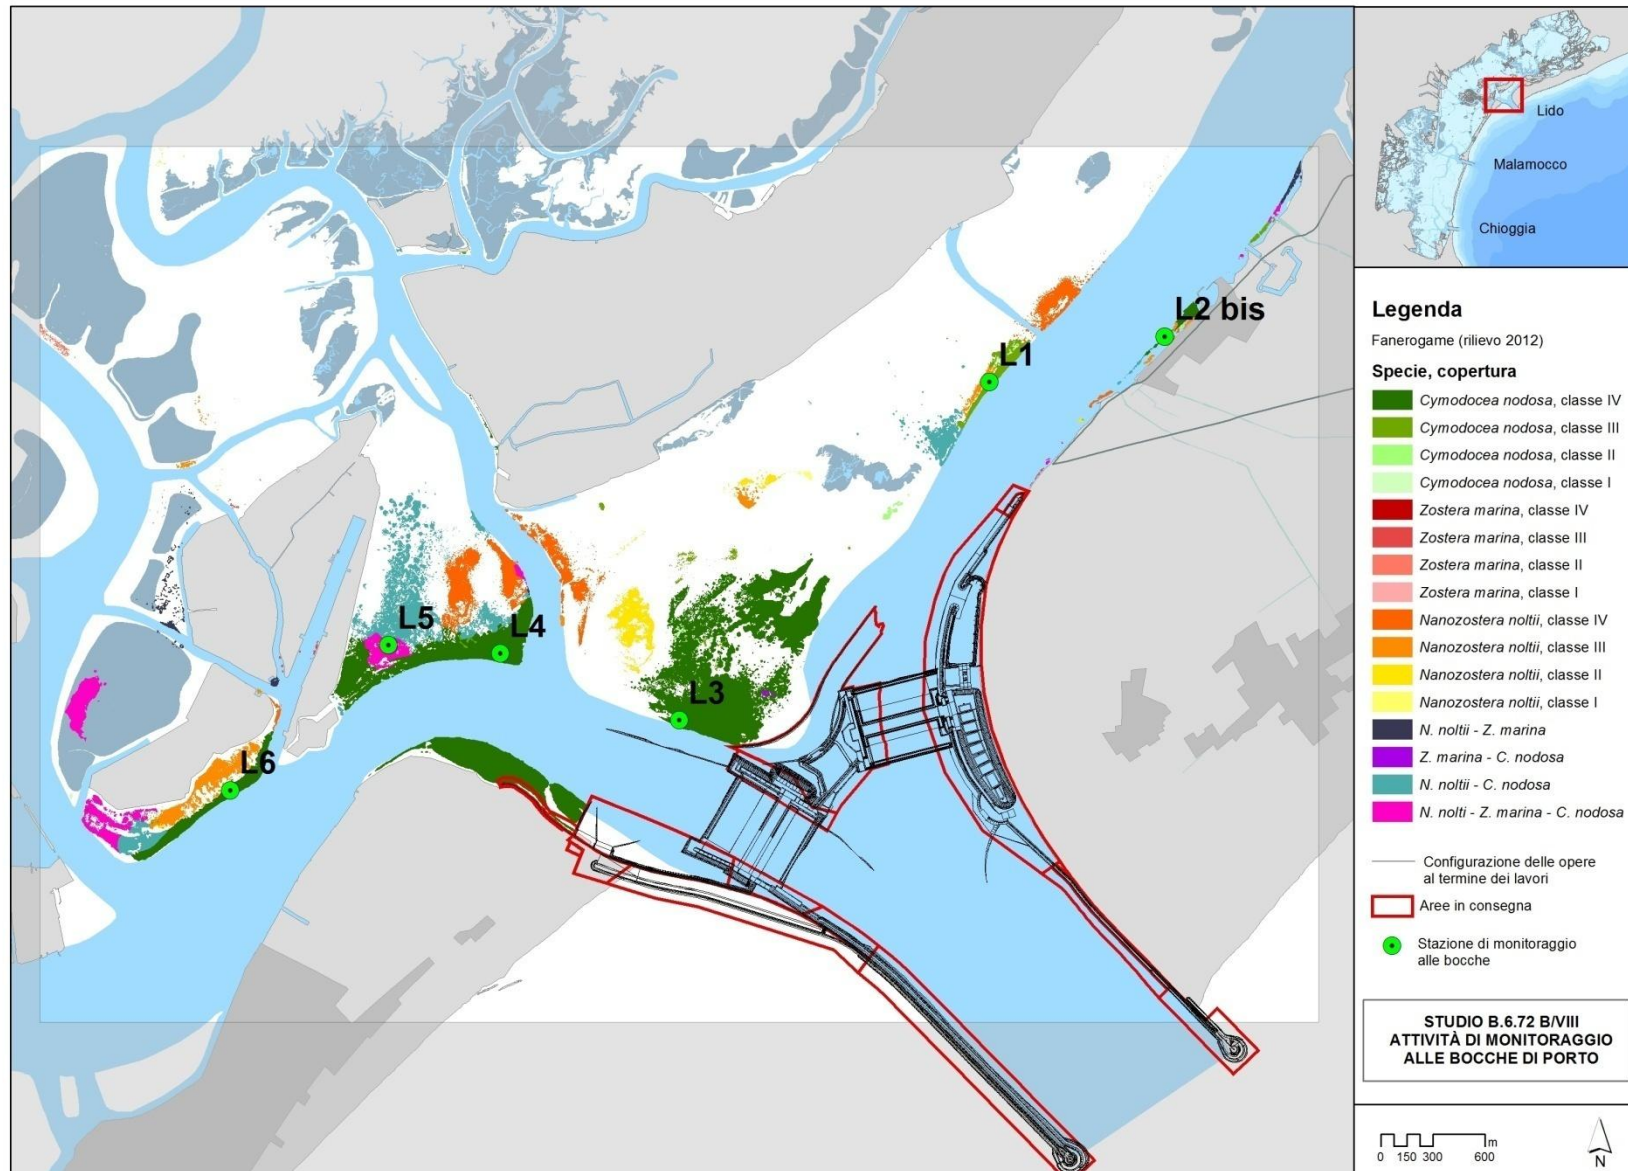 L2 bis
L1
L5
L4
L3
L6
Lido
Malamocco
Chioggia
Legenda
Fanerogame (rilievo 2012)
Specie, copertura
Cymodocea nodosa, classe IV
Cymodocea nodosa, classe III
Cymodocea nodosa, classe II
Cymodocea nodosa, classe I
Zostera marina, classe IV
Zostera marina, classe III
Zostera marina, classe II
Zostera marina, classe I
Nanozostera noltii, classe IV
Nanozostera noltii, classe III
Nanozostera noltii, classe II
Nanozostera noltii, classe I
N. noltii - Z. marina
Z. marina - C. nodosa
N. noltii - C. nodosa
N. nolti - Z. marina - C. nodosa
Configurazione delle opere
al termine dei lavori
Aree in consegna
Stazione di monitoraggio
alle bocche
STUDIO B.6.72 B/VIII
ATTIVITÀ DI MONITORAGGIO
ALLE BOCCHE DI PORTO
m
0 150 300 600
N